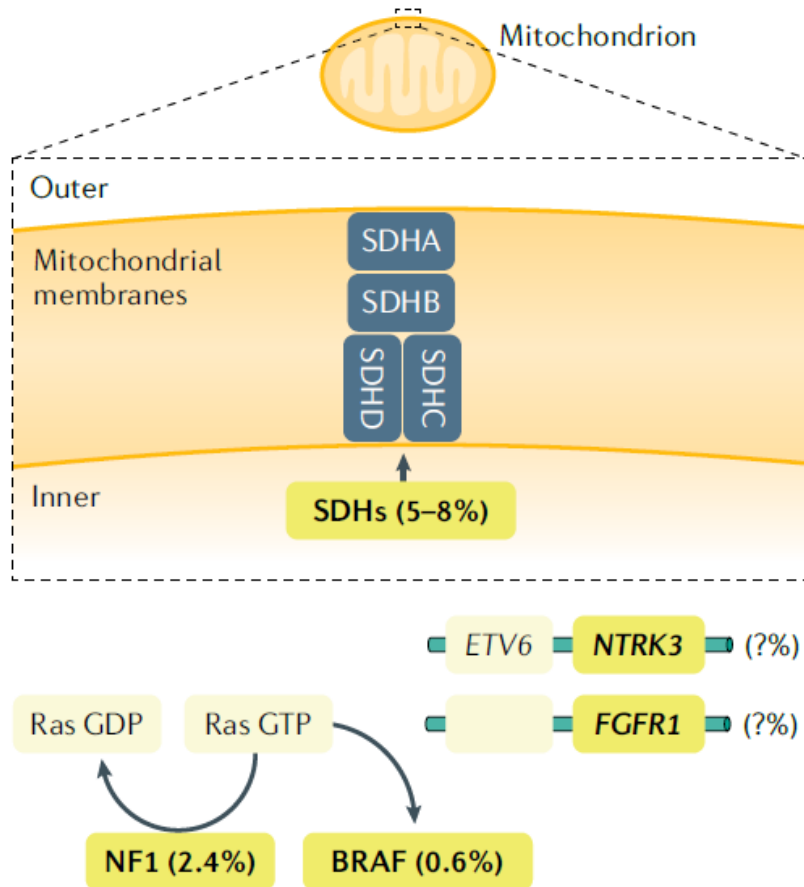 Mitochondrion
Outer
Mitochondrial
membranes
SDHA
SDHB
SDHD
SDHC
Inner
SDHs (5–8%)
ETV6 NTRK3 (?%)
FGFR1 (?%)
Ras GDP Ras GTP
NF1 (2.4%) BRAF (0.6%)